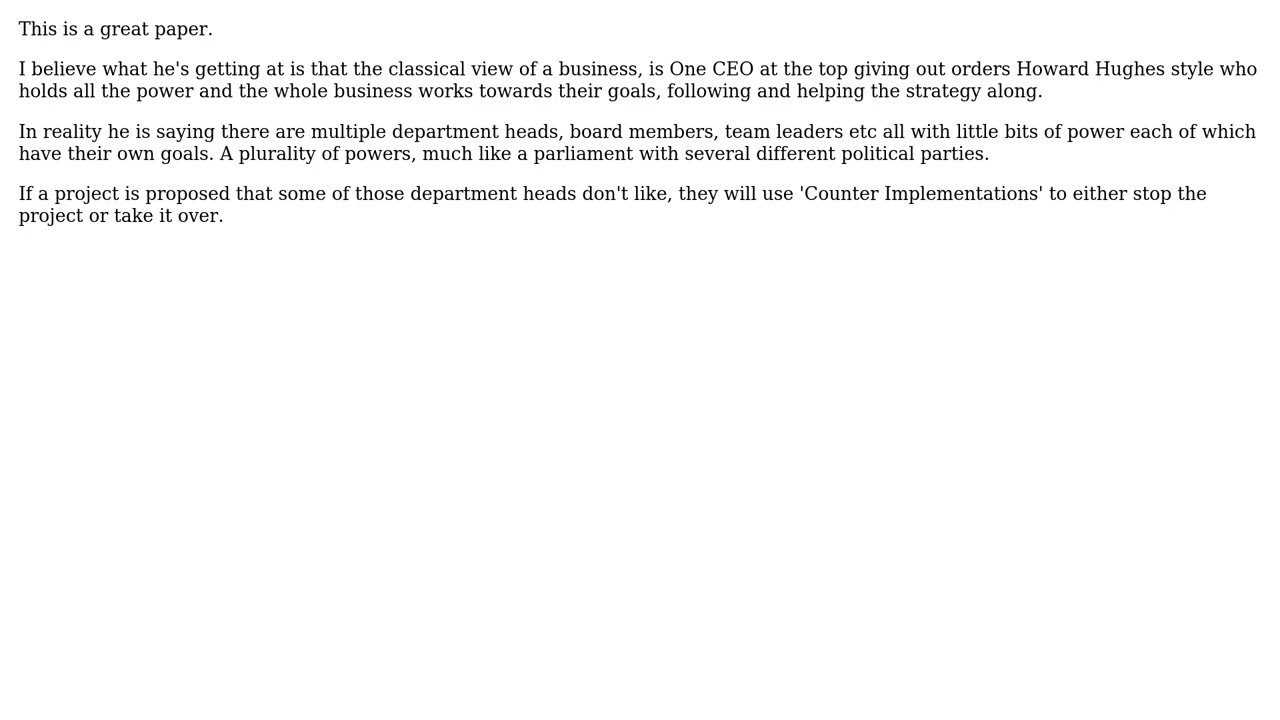 This is a great paper.
I believe what he's getting at is that the classical view of a business, is One CEO at the top giving out orders Howard Hughes style who
holds all the power and the whole business works towards their goals, following and helping the strategy along.
In reality he is saying there are multiple department heads, board members, team leaders etc all with little bits of power each of which
have their own goals. A plurality of powers, much like a parliament with several different political parties.
If a project is proposed that some of those department heads don't like, they will use 'Counter Implementations' to either stop the
project or take it over.